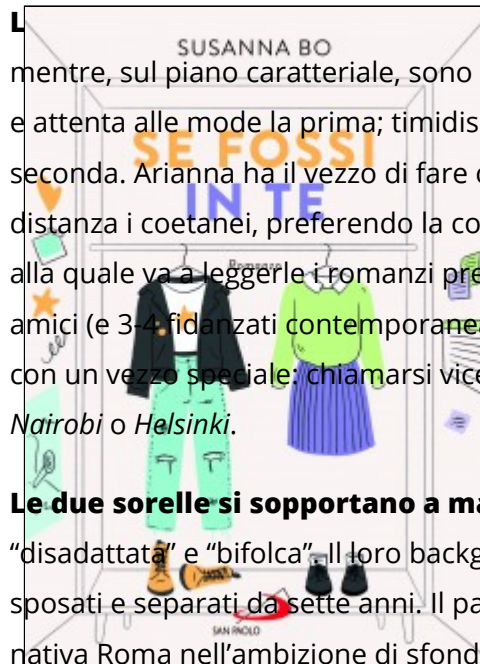 L
SUSANNA BO
mentre, sul piano caratteriale, sono
e attenta alle mode la prima; timidis
SE FOSSI
seconda. Arianna ha il vezzo di fare
IN TE
distanza i coetanei, preferendo la co
Romanzo
alla quale va a leggerle i romanzi pre
amici (e 3-4 fidanzati contemporanea
con un vezzo speciale: chiamarsi vice
Nairobi o Helsinki.
Le due sorelle si sopportano a ma
“disadattata” e “bifolca”. Il loro backg
sposati e separati da sette anni. Il pa
SAN PAOLO
nativa Roma nell’ambizione di sfond